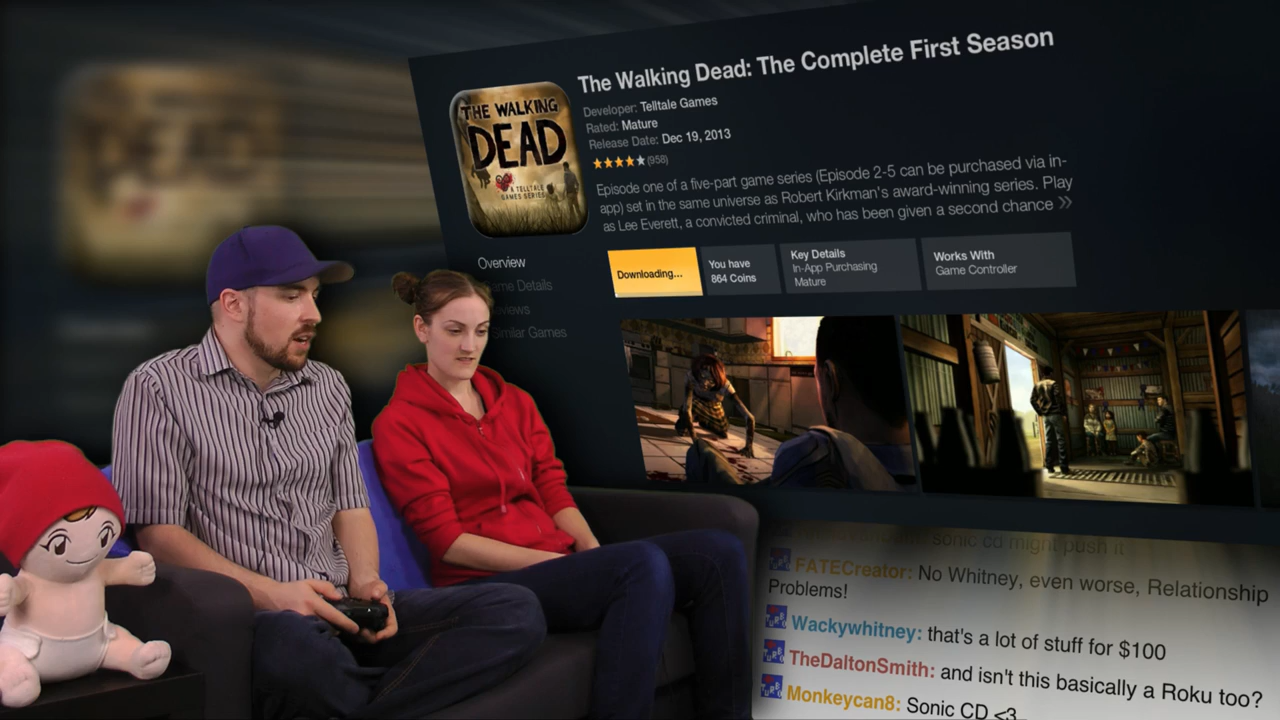 The Walking Dead: The Complete First Season
THE WALKING
DEAD
A TELLTALE
GAMES SERIES
Developer: Telltale Games
Rated: Mature
Release Date: Dec 19, 2013
(958)
Episode one of a five-part game series (Episode 2-5 can be purchased via in-
app) set in the same universe as Robert Kirkman's award-winning series. Play
as Lee Everett, a convicted criminal, who has been given a second chance »
Downloading...
You have
864 Coins
Key Details
In-App Purchasing
Mature
Works With
Game Controller
Overview
ame Details
views
Similar Games
sonic cd might push it
FATECreator: No Whitney, even worse, Relationship
Problems!
Wackywhitney: that's a lot of stuff for $100
TheDaltonSmith: and isn't this basically a Roku too?
Monkeycan8: Sonic CD <3